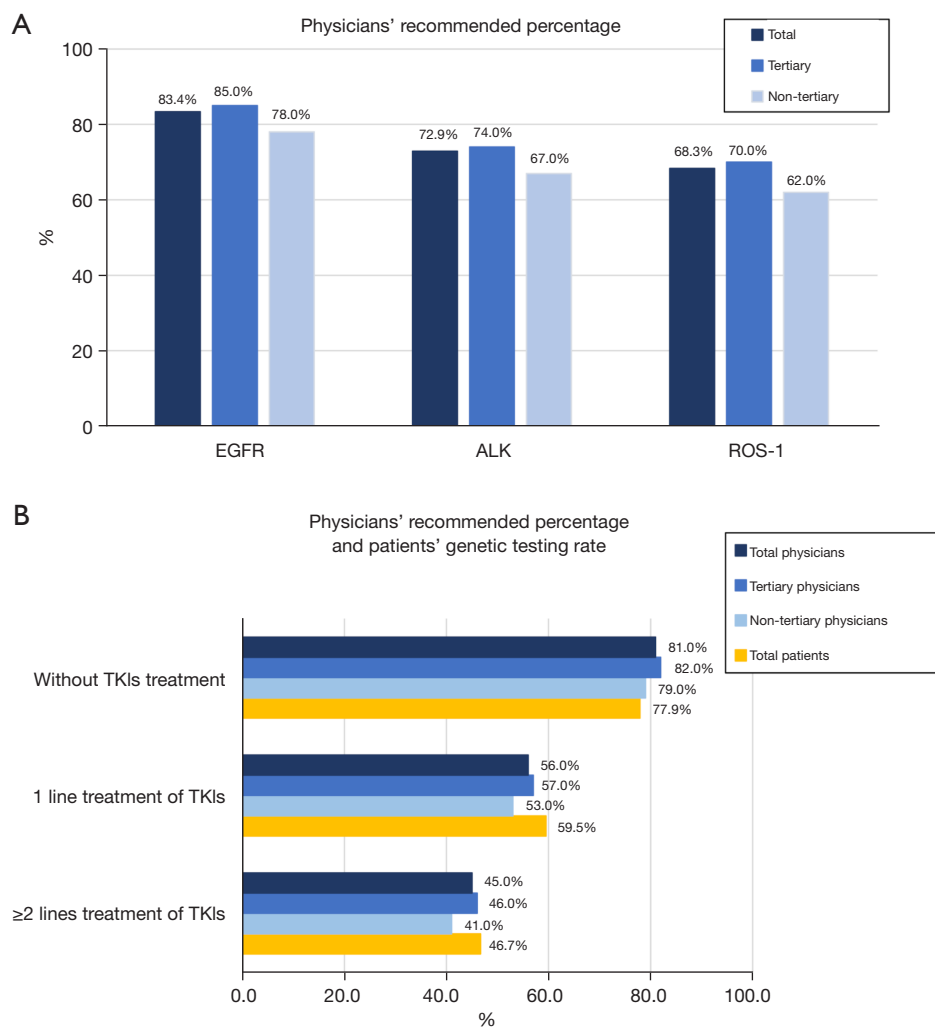 A
Physicians’ recommended percentage
Total
Tertiary
Non-tertiary
100
80
60
40
20
0
%
83.4%
85.0%
78.0%
72.9%
74.0%
67.0%
68.3%
70.0%
62.0%
EGFR
ALK
ROS-1
B
Physicians’ recommended percentage
and patients’ genetic testing rate
Total physicians
Tertiary physicians
Non-tertiary physicians
Total patients
Without TKIs treatment
81.0%
82.0%
79.0%
77.9%
1 line treatment of TKIs
56.0%
57.0%
53.0%
59.5%
≥2 lines treatment of TKIs
45.0%
46.0%
41.0%
46.7%
0.0 20.0 40.0 60.0 80.0 100.0
%